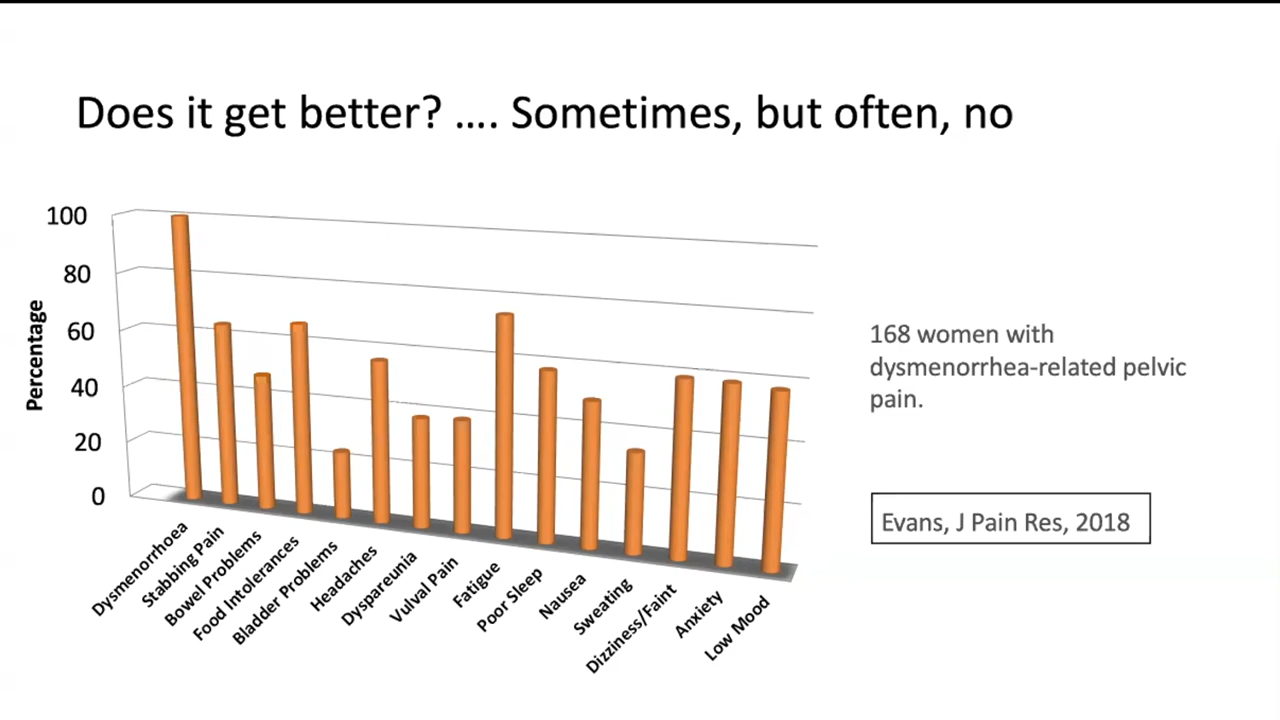 Does it get better? .... Sometimes, but often, no
100
80
60
40
20
0
Percentage
Dysmenorrhoea
Stabbing Pain
Bowel Problems
Food Intolerances
Bladder Problems
Headaches
Dyspareunia
Vulval Pain
Fatigue
Poor Sleep
Nausea
Sweating
Dizziness/Faint
Anxiety
Low Mood
168 women with
dysmenorrhea-related pelvic
pain.
Evans, J Pain Res, 2018